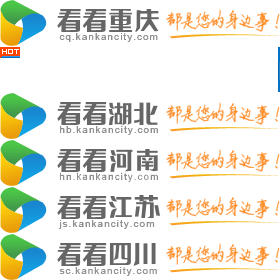 看看重庆 都是您的身边事!
cq.kankancity.com
HOT
看看湖北 都是您的身边事!
hb.kankancity.com
看看河南 都是您的身边事!
hn.kankancity.com
看看江苏 都是您的身边事!
js.kankancity.com
看看四川 都是您的身边事!
sc.kankancity.com